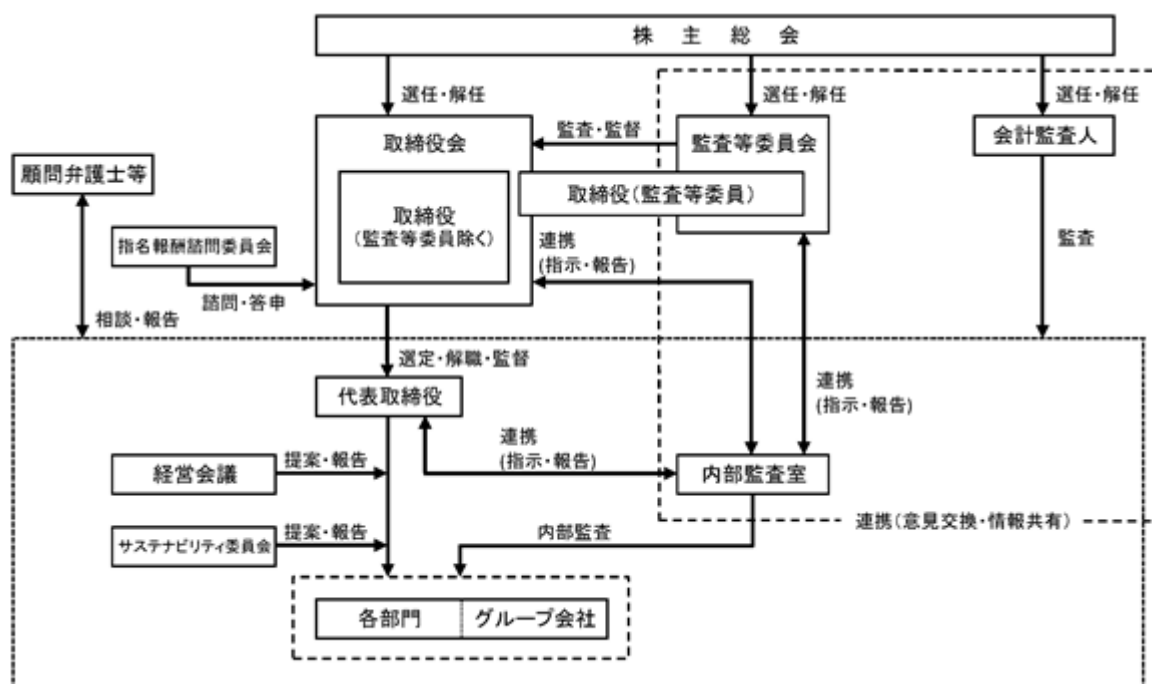 株主総会
選任・解任
選任・解任
選任・解任
取締役会
監査・監督
監査等委員会
会計監査人
顧問弁護士等
取締役(監査等委員)
取締役
(監査等委員除く)
指名報酬諮問委員会
連携
(指示・報告)
監査
諮問・答申
相談・報告
選定・解職・監督
代表取締役
連携
(指示・報告)
連携
(指示・報告)
経営会議
提案・報告
内部監査室
連携(意見交換・情報共有)
サステナビリティ委員会
提案・報告
内部監査
各部門
グループ会社